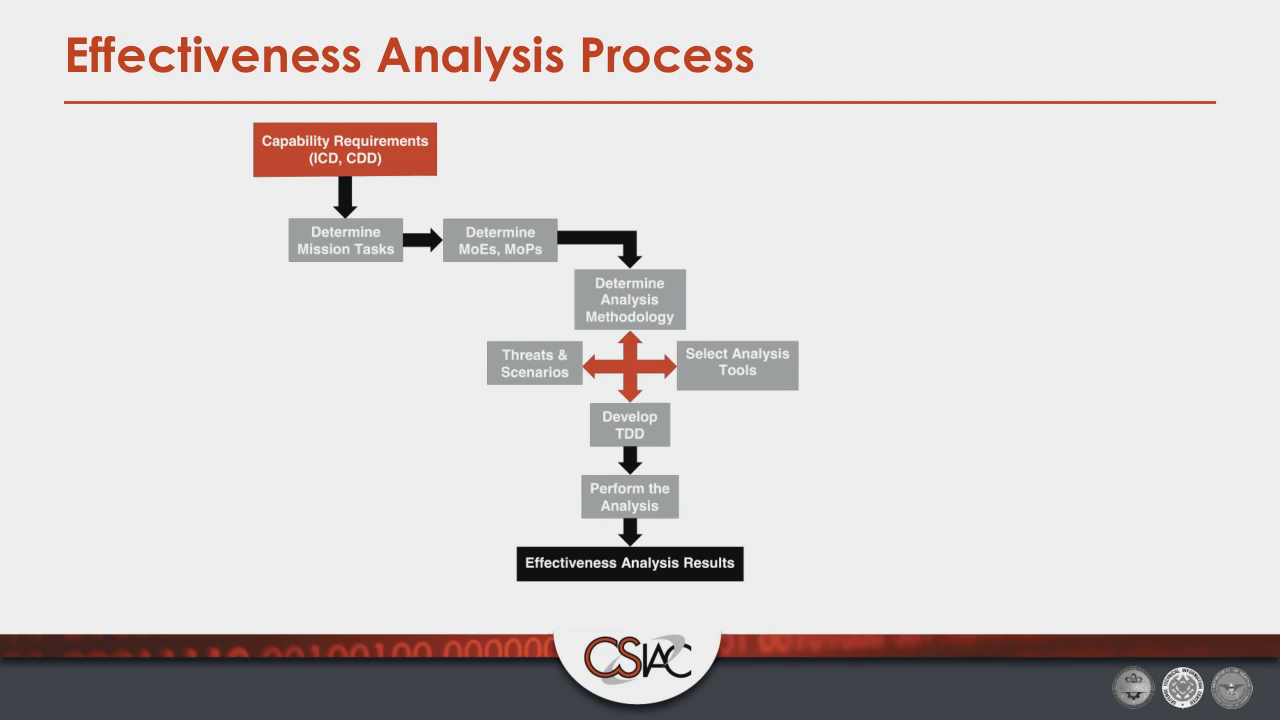 Effectiveness Analysis Process
Capability Requirements
(ICD, CDD)
Determine
Mission Tasks
Determine
MoEs, MoPs
Determine
Analysis
Methodology
Threats &
Scenarios
Select Analysis
Tools
Develop
TDD
Perform the
Analysis
Effectiveness Analysis Results
CSIAC